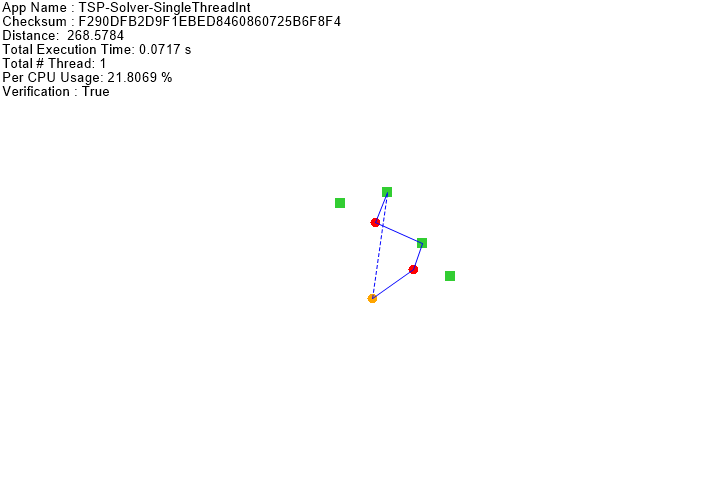 App Name : TSP-Solver-SingleThreadInt
Checksum : F290DFB2D9F1EBED8460860725B6F8F4
Distance:  268.5784
Total Execution Time: 0.0717 s
Total # Thread: 1
Per CPU Usage: 21.8069 %
Verification : True